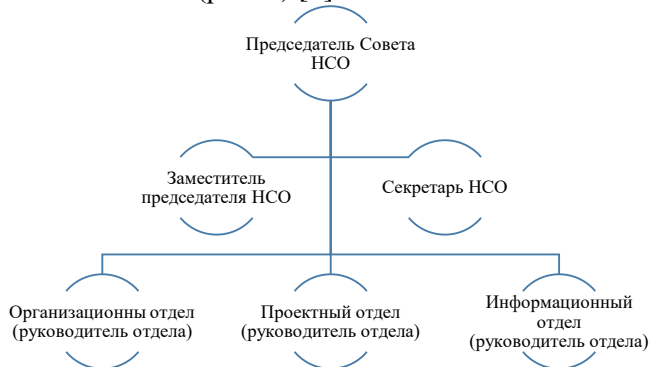 Председатель Совета
НСО
Заместитель
председателя НСО
Секретарь НСО
Организационны отдел
(руководитель отдела)
Проектный отдел
(руководитель отдела)
Информационный
отдел
(руководитель отдела)